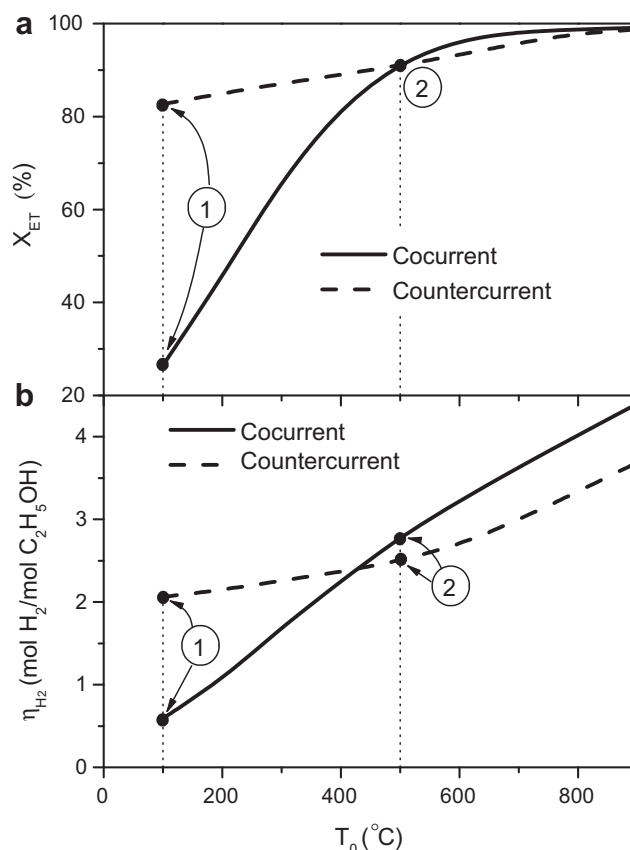 a
100
80
60
40
20
X_ET (%)
1
2
Cocurrent
Countercurrent
b
4
3
2
1
0
η_H2 (mol H2/mol C2H5OH)
Cocurrent
Countercurrent
1
2
0 200 400 600 800
T0 (°C)